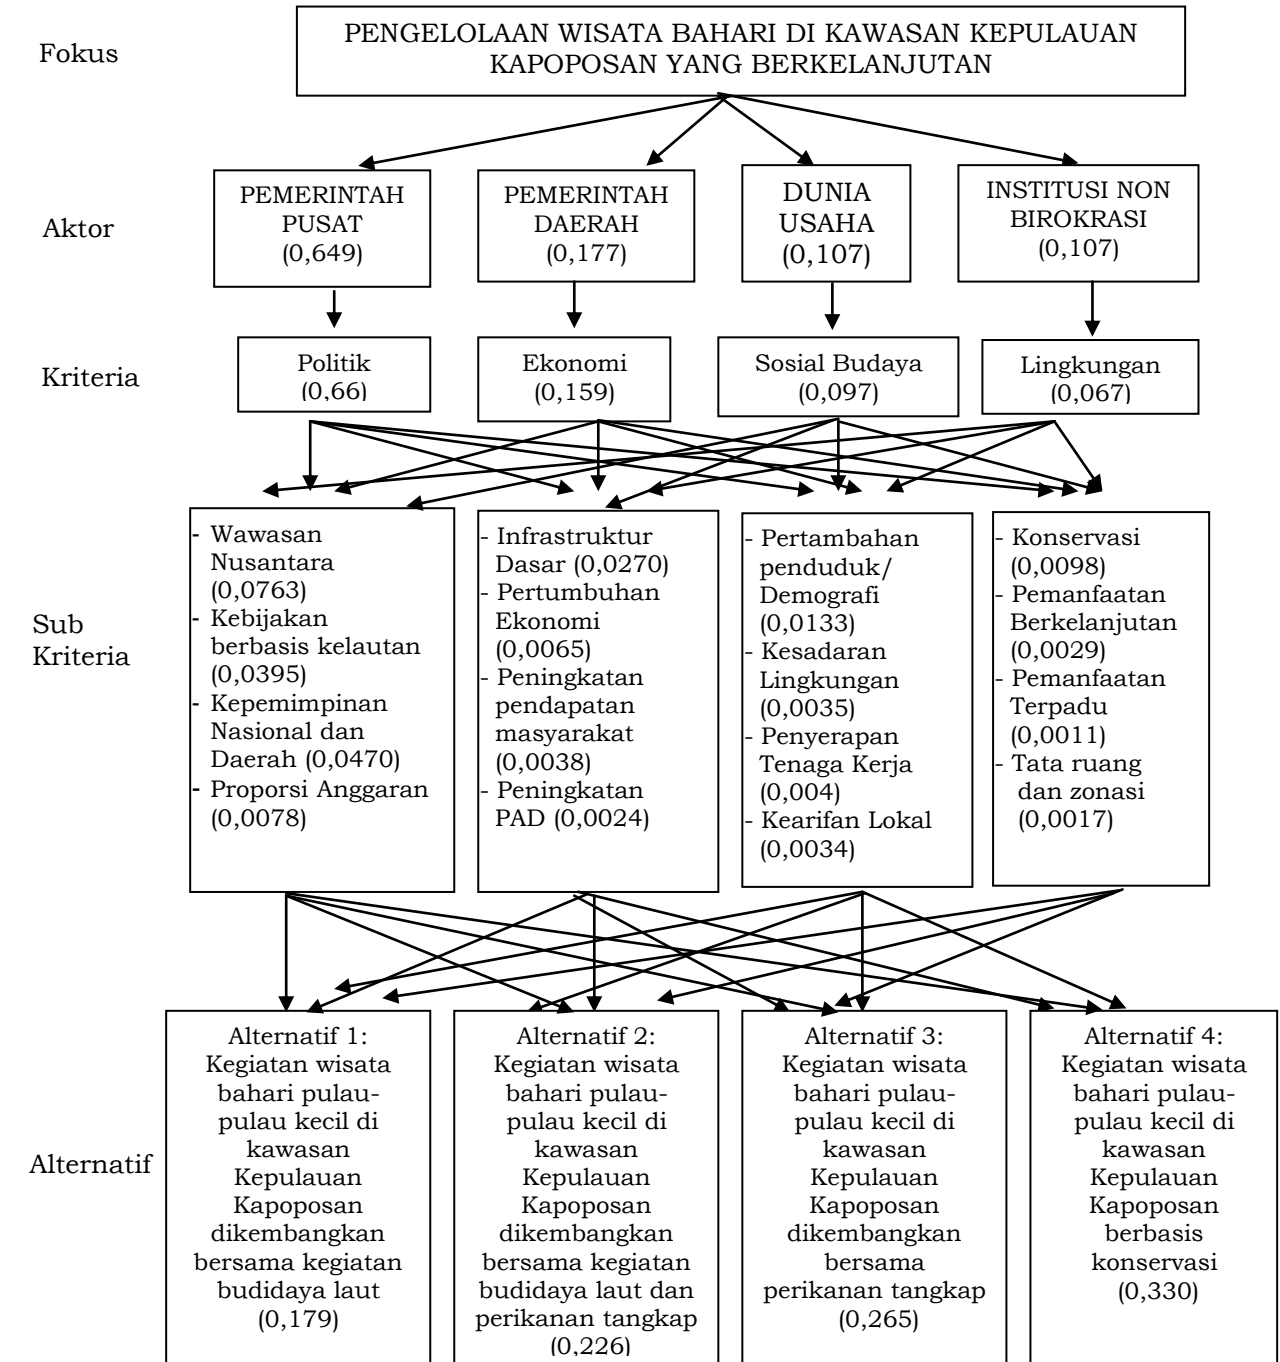 Fokus
PENGELOLAAN WISATA BAHARI DI KAWASAN KEPULAUAN
KAPOPOSAN YANG BERKELANJUTAN
Aktor
PEMERINTAH
PUSAT
(0,649)
PEMERINTAH
DAERAH
(0,177)
DUNIA
USAHA
(0,107)
INSTITUSI NON
BIROKRASI
(0,107)
Kriteria
Politik
(0,66)
Ekonomi
(0,159)
Sosial Budaya
(0,097)
Lingkungan
(0,067)
Sub
Kriteria
- Wawasan
Nusantara
(0,0763)
- Kebijakan
berbasis kelautan
(0,0395)
- Kepemimpinan
Nasional dan
Daerah (0,0470)
- Proporsi Anggaran
(0,0078)
- Infrastruktur
Dasar (0,0270)
- Pertumbuhan
Ekonomi
(0,0065)
- Peningkatan
pendapatan
masyarakat
(0,0038)
- Peningkatan
PAD (0,0024)
- Pertambahan
penduduk/
Demografi
(0,0133)
- Kesadaran
Lingkungan
(0,0035)
- Penyerapan
Tenaga Kerja
(0,004)
- Kearifan Lokal
(0,0034)
- Konservasi
(0,0098)
- Pemanfaatan
Berkelanjutan
(0,0029)
- Pemanfaatan
Terpadu
(0,0011)
- Tata ruang
dan zonasi
(0,0017)
Alternatif
Alternatif 1:
Kegiatan wisata
bahari pulau-
pulau kecil di
kawasan
Kepulauan
Kapoposan
dikembangkan
bersama kegiatan
budidaya laut
(0,179)
Alternatif 2:
Kegiatan wisata
bahari pulau-
pulau kecil di
kawasan
Kepulauan
Kapoposan
dikembangkan
bersama kegiatan
budidaya laut dan
perikanan tangkap
(0,226)
Alternatif 3:
Kegiatan wisata
bahari pulau-
pulau kecil di
kawasan
Kepulauan
Kapoposan
dikembangkan
bersama
perikanan tangkap
(0,265)
Alternatif 4:
Kegiatan wisata
bahari pulau-
pulau kecil di
kawasan
Kepulauan
Kapoposan
berbasis
konservasi
(0,330)